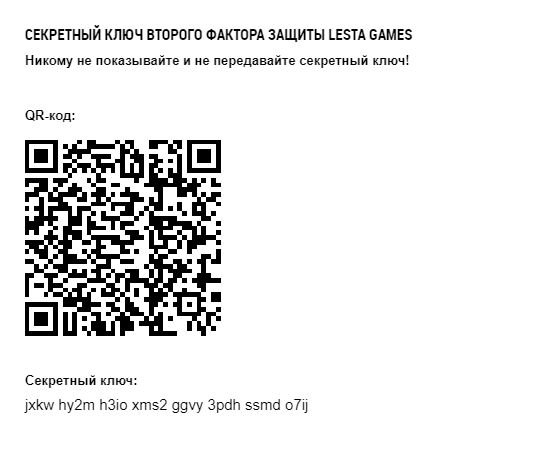 СЕКРЕТНЫЙ КЛЮЧ ВТОРОГО ФАКТОРА ЗАЩИТЫ LESTA GAMES
Никому не показывайте и не передавайте секретный ключ!
QR-код:
Секретный ключ:
jxkw hy2m h3io xms2 ggvy 3pdh ssmd o7ij